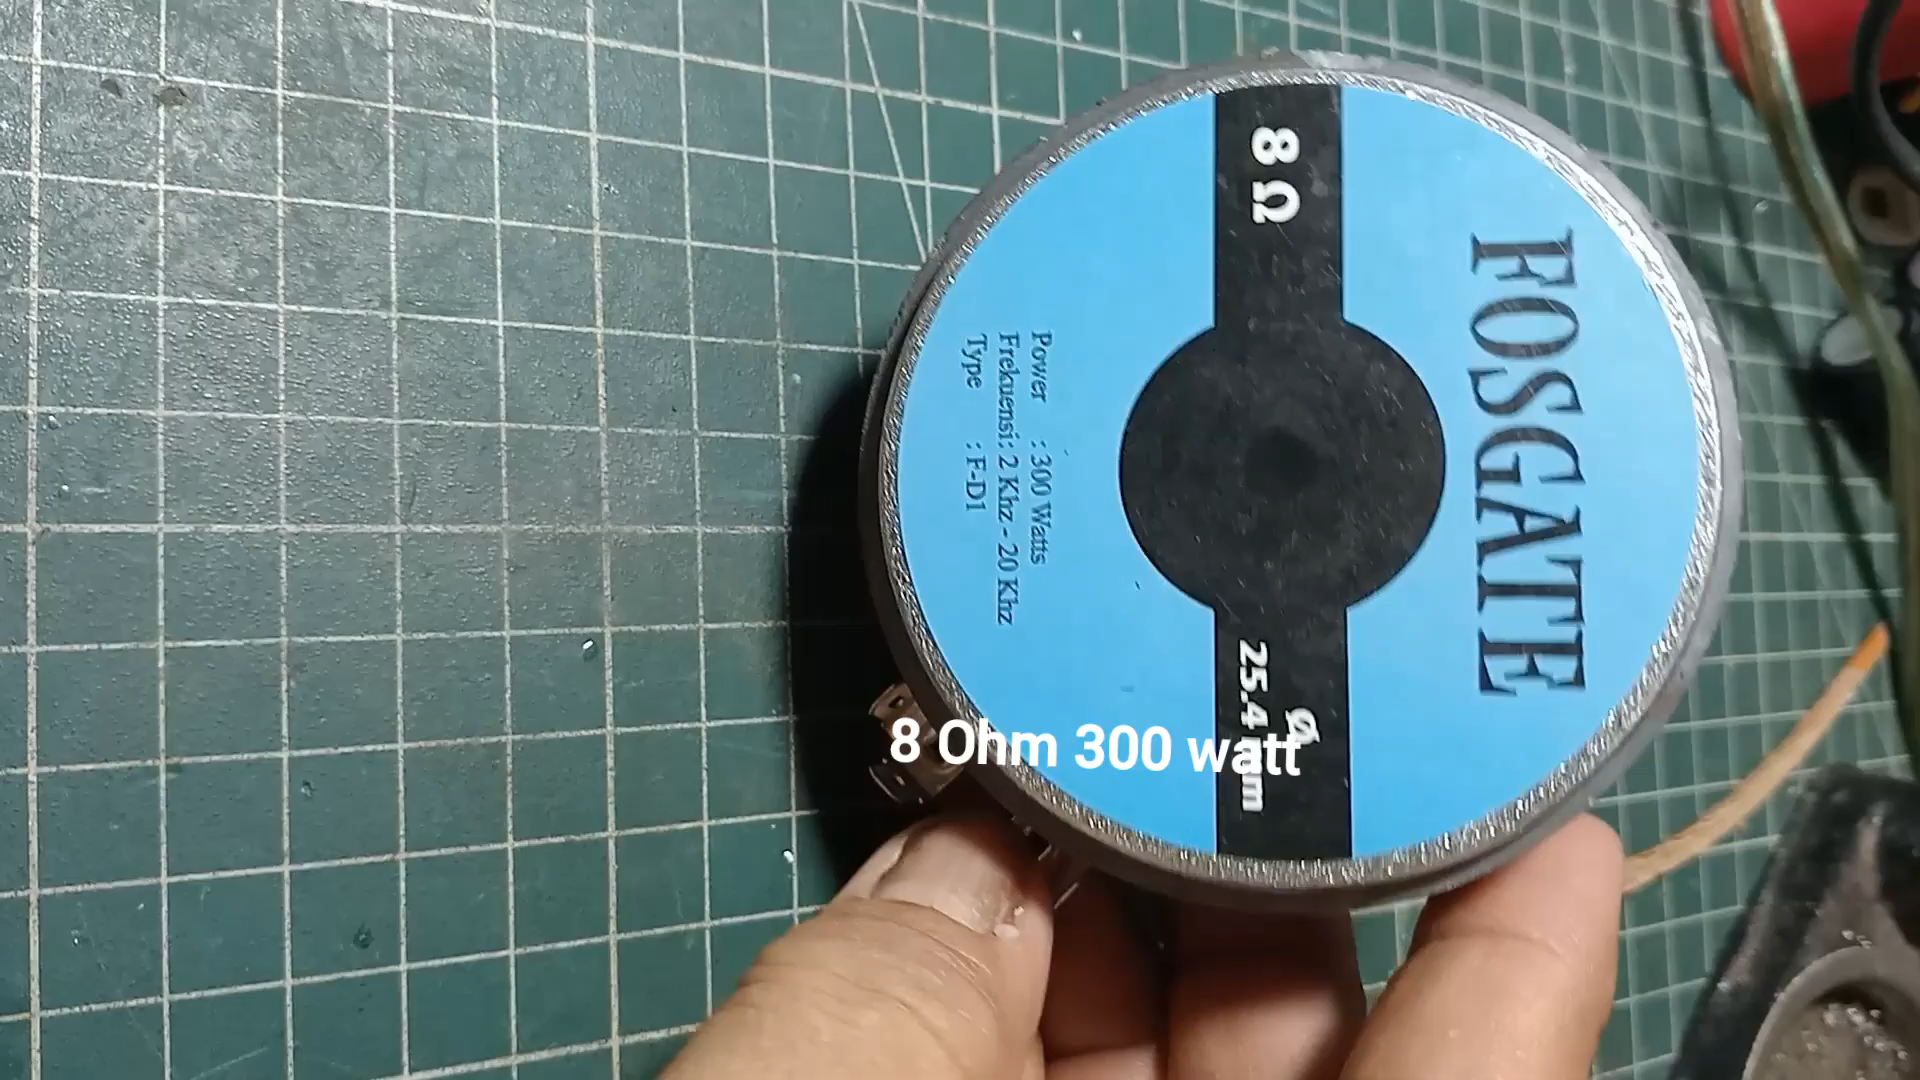 FOSGATE
8 Ω
Ø
25.4 mm
Power : 300 Watts
Frekuensi: 2 Khz - 20 Khz
Type : F-D1
8 Ohm 300 watt